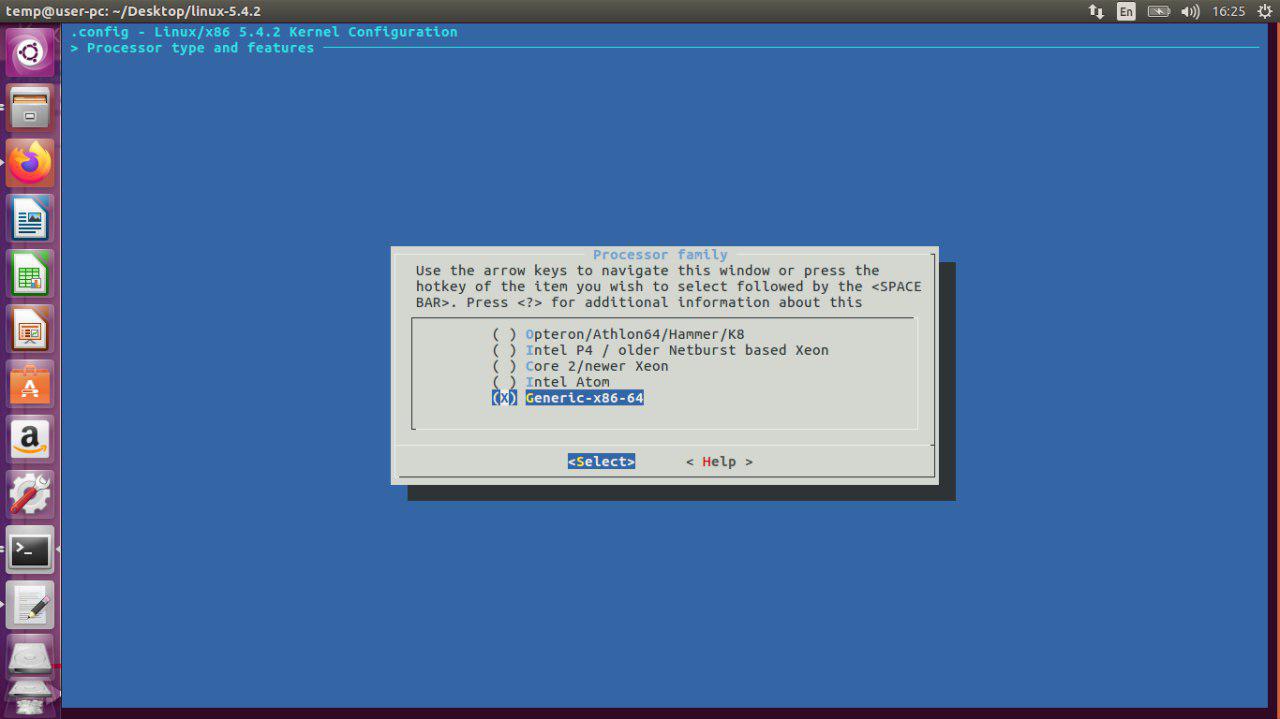 temp@user-pc: ~/Desktop/linux-5.4.2
En
16:25
.config - Linux/x86 5.4.2 Kernel Configuration
> Processor type and features
Processor family
Use the arrow keys to navigate this window or press the
hotkey of the item you wish to select followed by the <SPACE
BAR>. Press <?> for additional information about this
( ) Opteron/Athlon64/Hammer/K8
( ) Intel P4 / older Netburst based Xeon
( ) Core 2/newer Xeon
( ) Intel Atom
(X) Generic-x86-64
<Select> < Help >